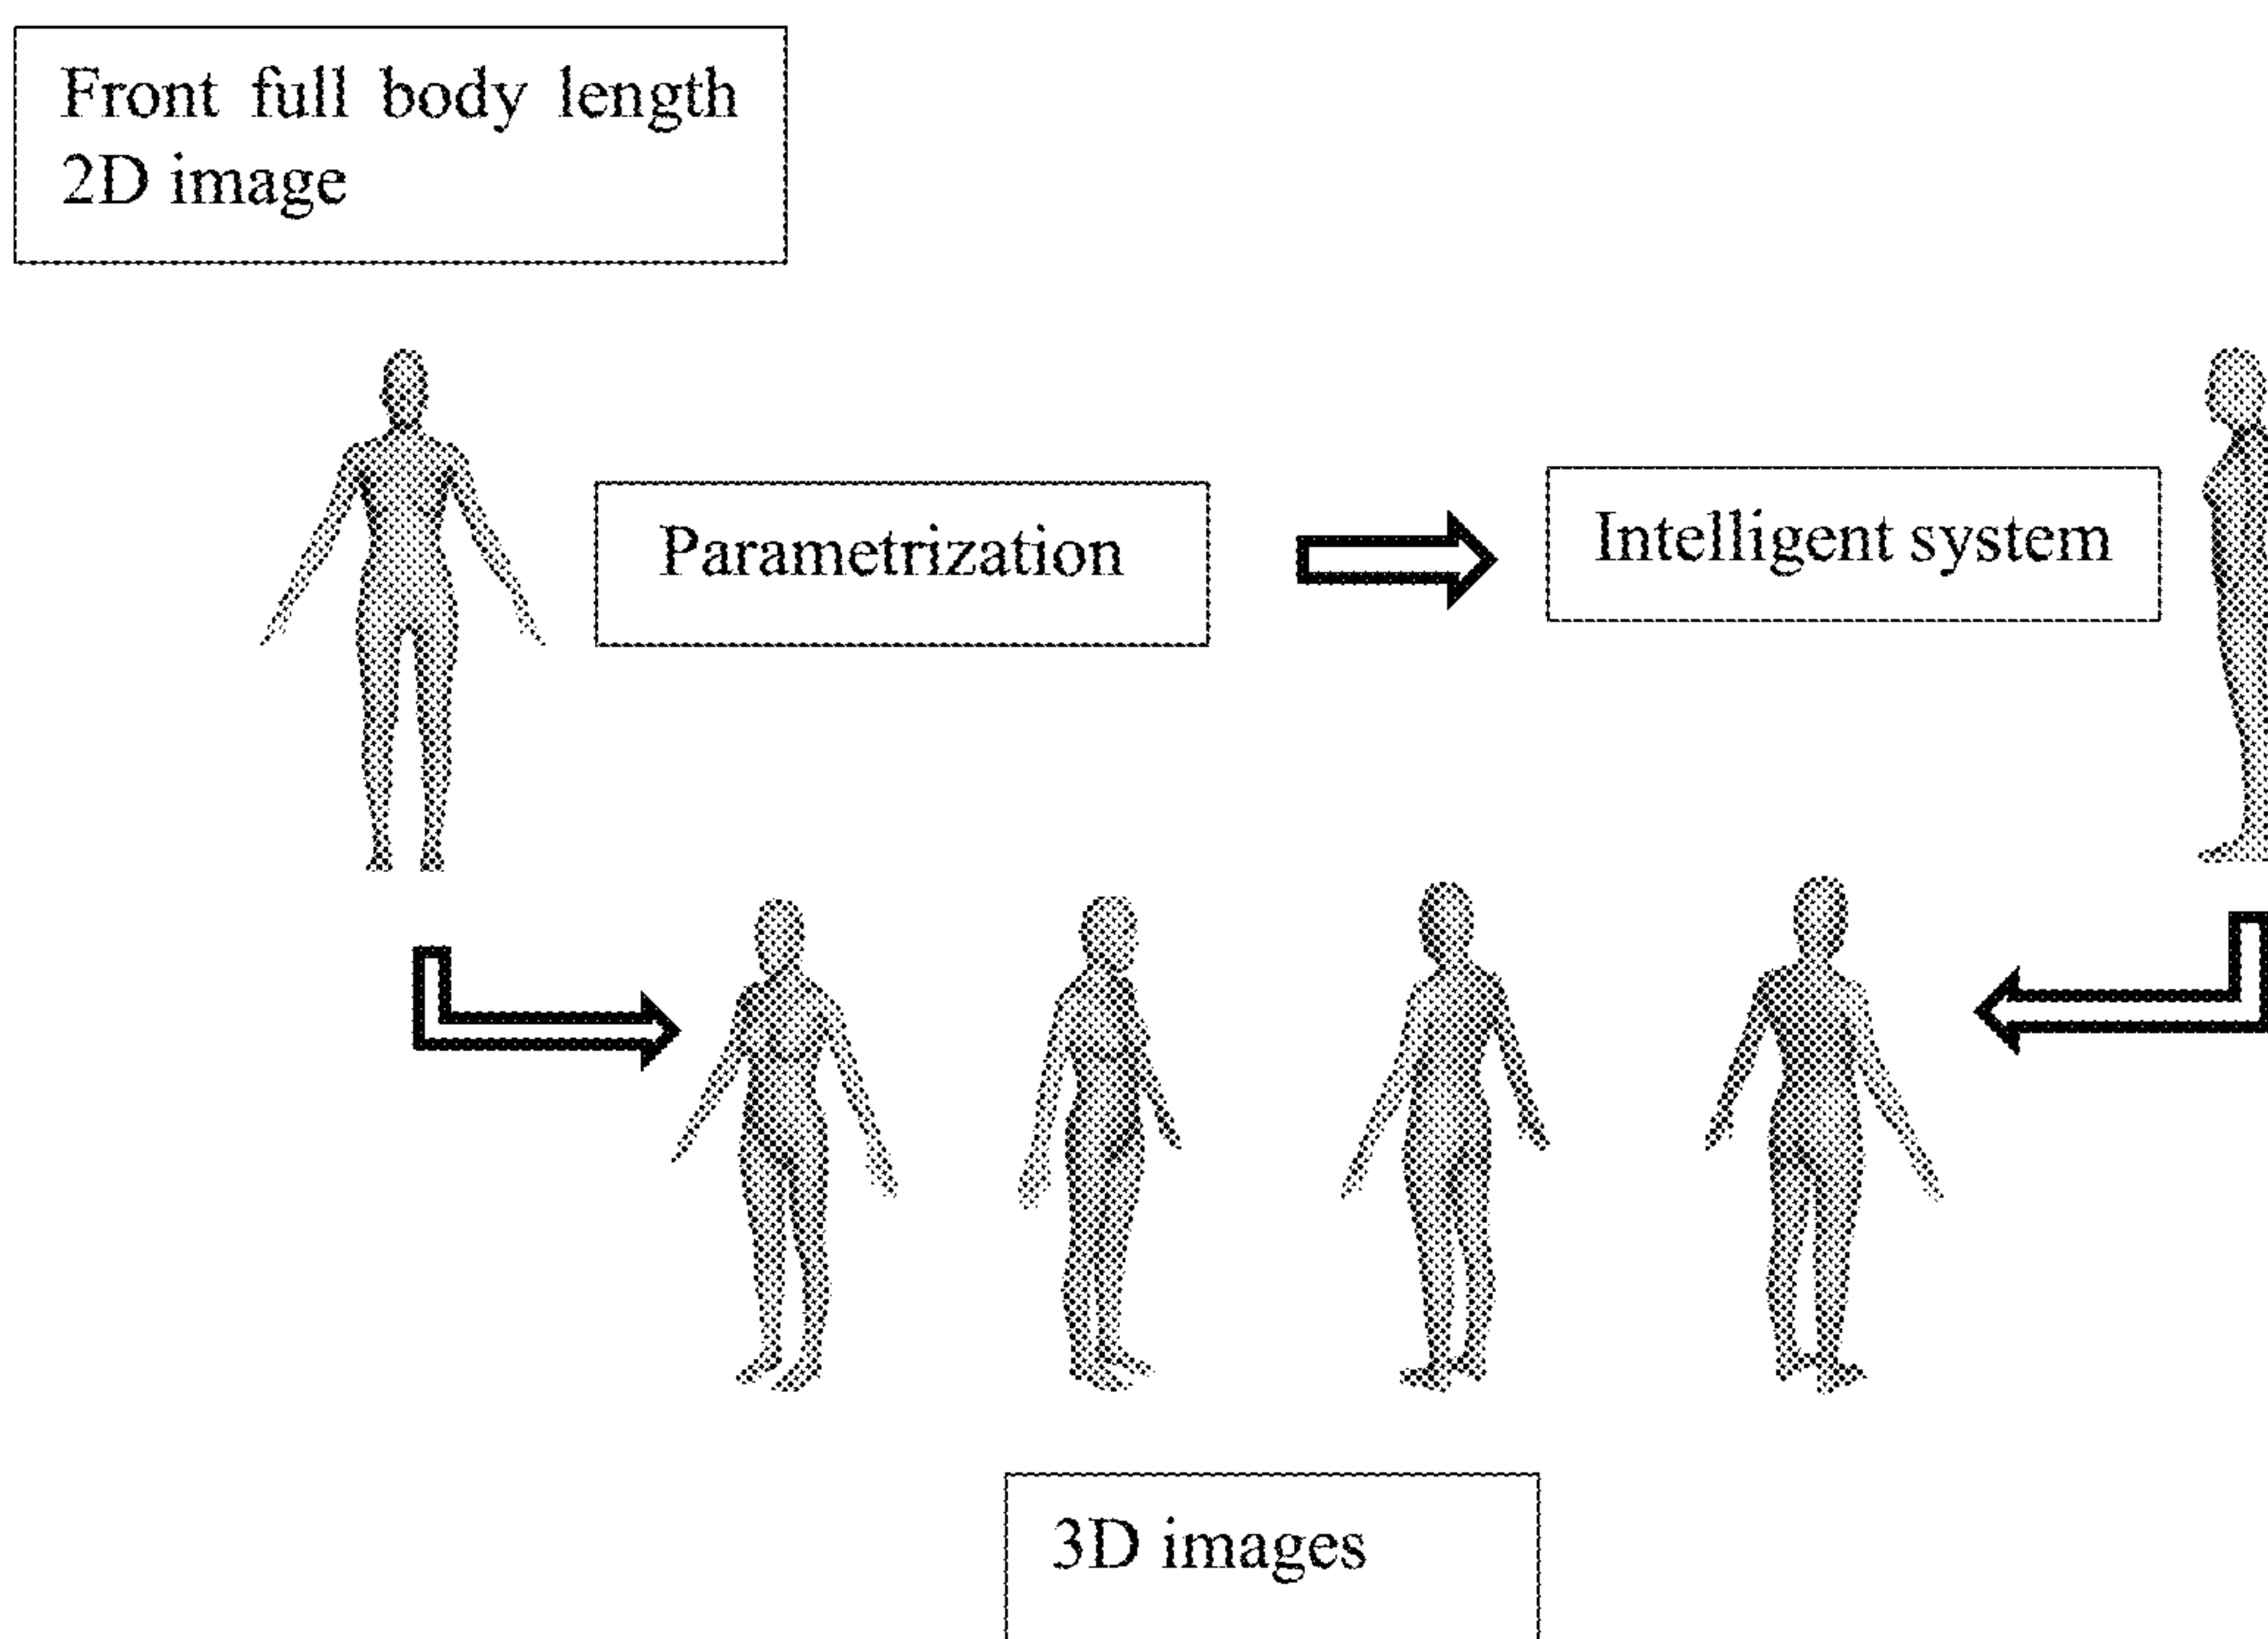 Front full body length
2D image
Parametrization
Intelligent system
3D images